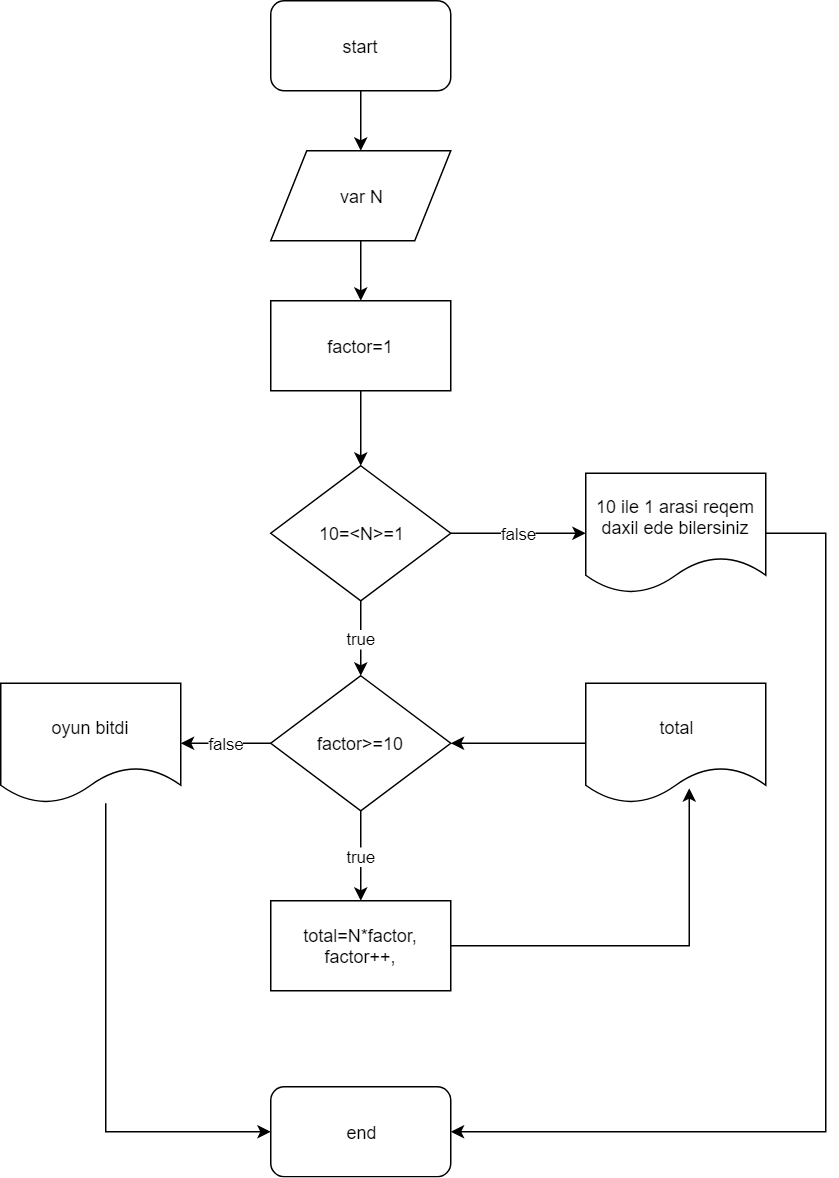 start
var N
factor=1
10=<N>=1
false
10 ile 1 arasi reqem
daxil ede bilersiniz
true
oyun bitdi
false
factor>=10
total
true
total=N*factor,
factor++,
end